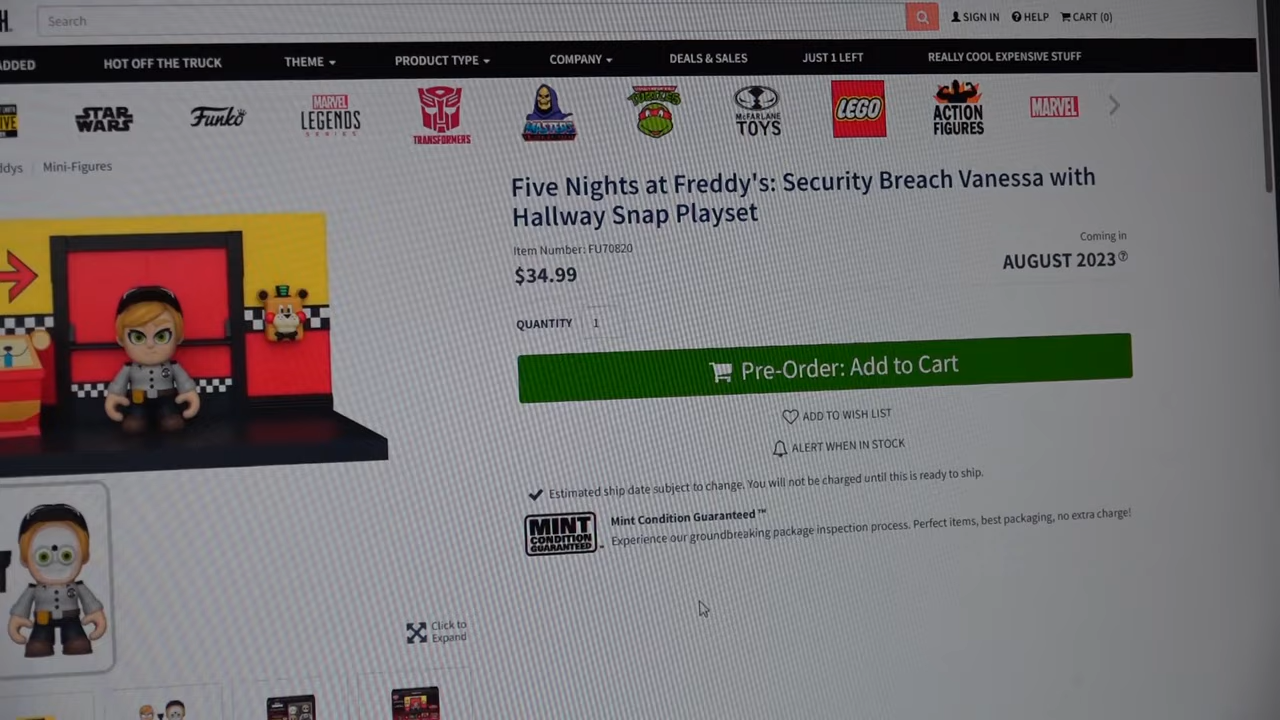 Search
SIGN IN
HELP
CART (0)
ADDED
HOT OFF THE TRUCK
THEME
PRODUCT TYPE
COMPANY
DEALS & SALES
JUST 1 LEFT
REALLY COOL EXPENSIVE STUFF
STAR WARS
Funko
MARVEL
LEGENDS
SERIES
TRANSFORMERS
MASTERS
TURTLES
McFARLANE
TOYS
LEGO
ACTION
FIGURES
MARVEL
dys
Mini-Figures
Five Nights at Freddy's: Security Breach Vanessa with
Hallway Snap Playset
Item Number: FU70820
$34.99
Coming in
AUGUST 2023
QUANTITY 1
Pre-Order: Add to Cart
ADD TO WISH LIST
ALERT WHEN IN STOCK
Estimated ship date subject to change. You will not be charged until this is ready to ship.
MINT
CONDITION
GUARANTEED
Mint Condition Guaranteed™
Experience our groundbreaking package inspection process. Perfect items, best packaging, no extra charge!
Click to
Expand